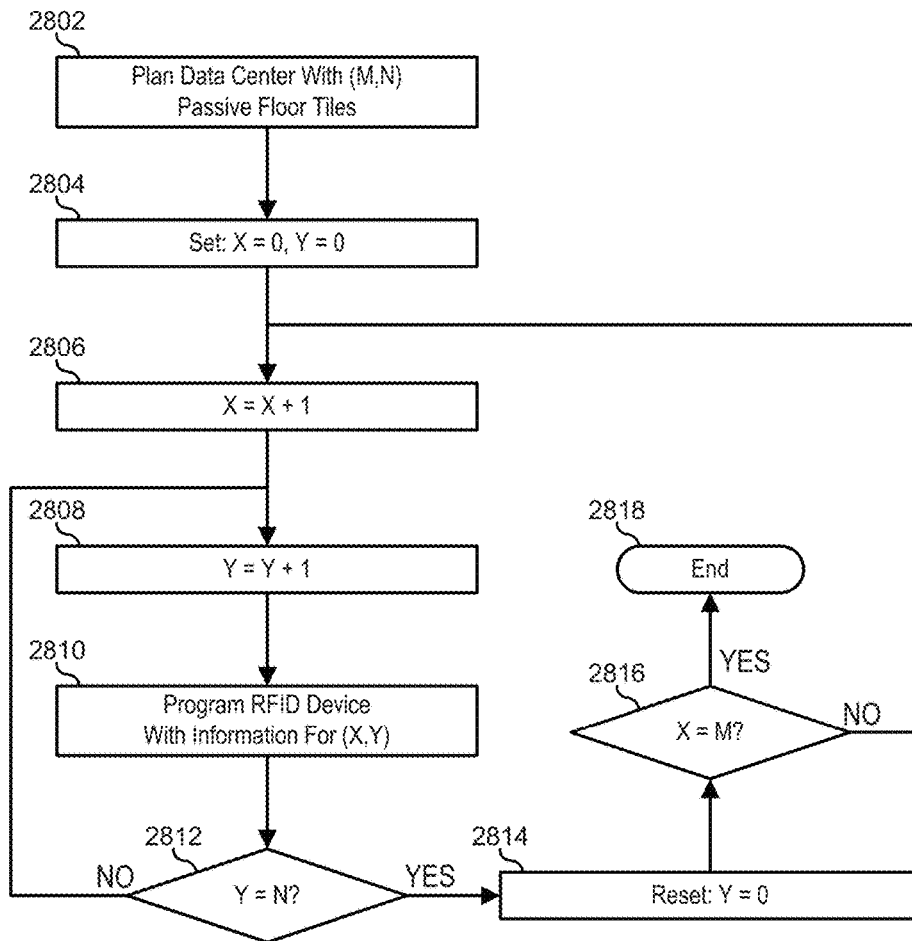 2802
Plan Data Center With (M,N)
Passive Floor Tiles
2804
Set: X = 0, Y = 0
2806
X = X + 1
2808
Y = Y + 1
2810
Program RFID Device
With Information For (X,Y)
2812
NO
Y = N?
YES
2814
Reset: Y = 0
2816
X = M?
NO
YES
2818
End